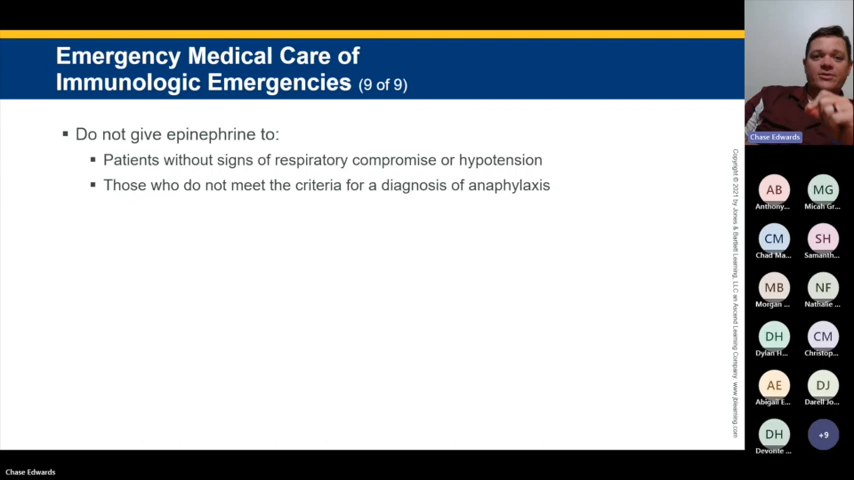 Emergency Medical Care of
Immunologic Emergencies (9 of 9)
▪ Do not give epinephrine to:
▪ Patients without signs of respiratory compromise or hypotension
▪ Those who do not meet the criteria for a diagnosis of anaphylaxis
Copyright © 2021 by Jones & Bartlett Learning, LLC an Ascend Learning Company. www.jblearning.com
Chase Edwards
AB
Anthony...
MG
Micah Gr...
CM
Chad Ma...
SH
Samanth...
MB
Morgan ...
NF
Nathalie ...
DH
Dylan H...
CM
Christop...
AE
Abigail E...
DJ
Darell Jo...
DH
Devonte ...
+9
Chase Edwards